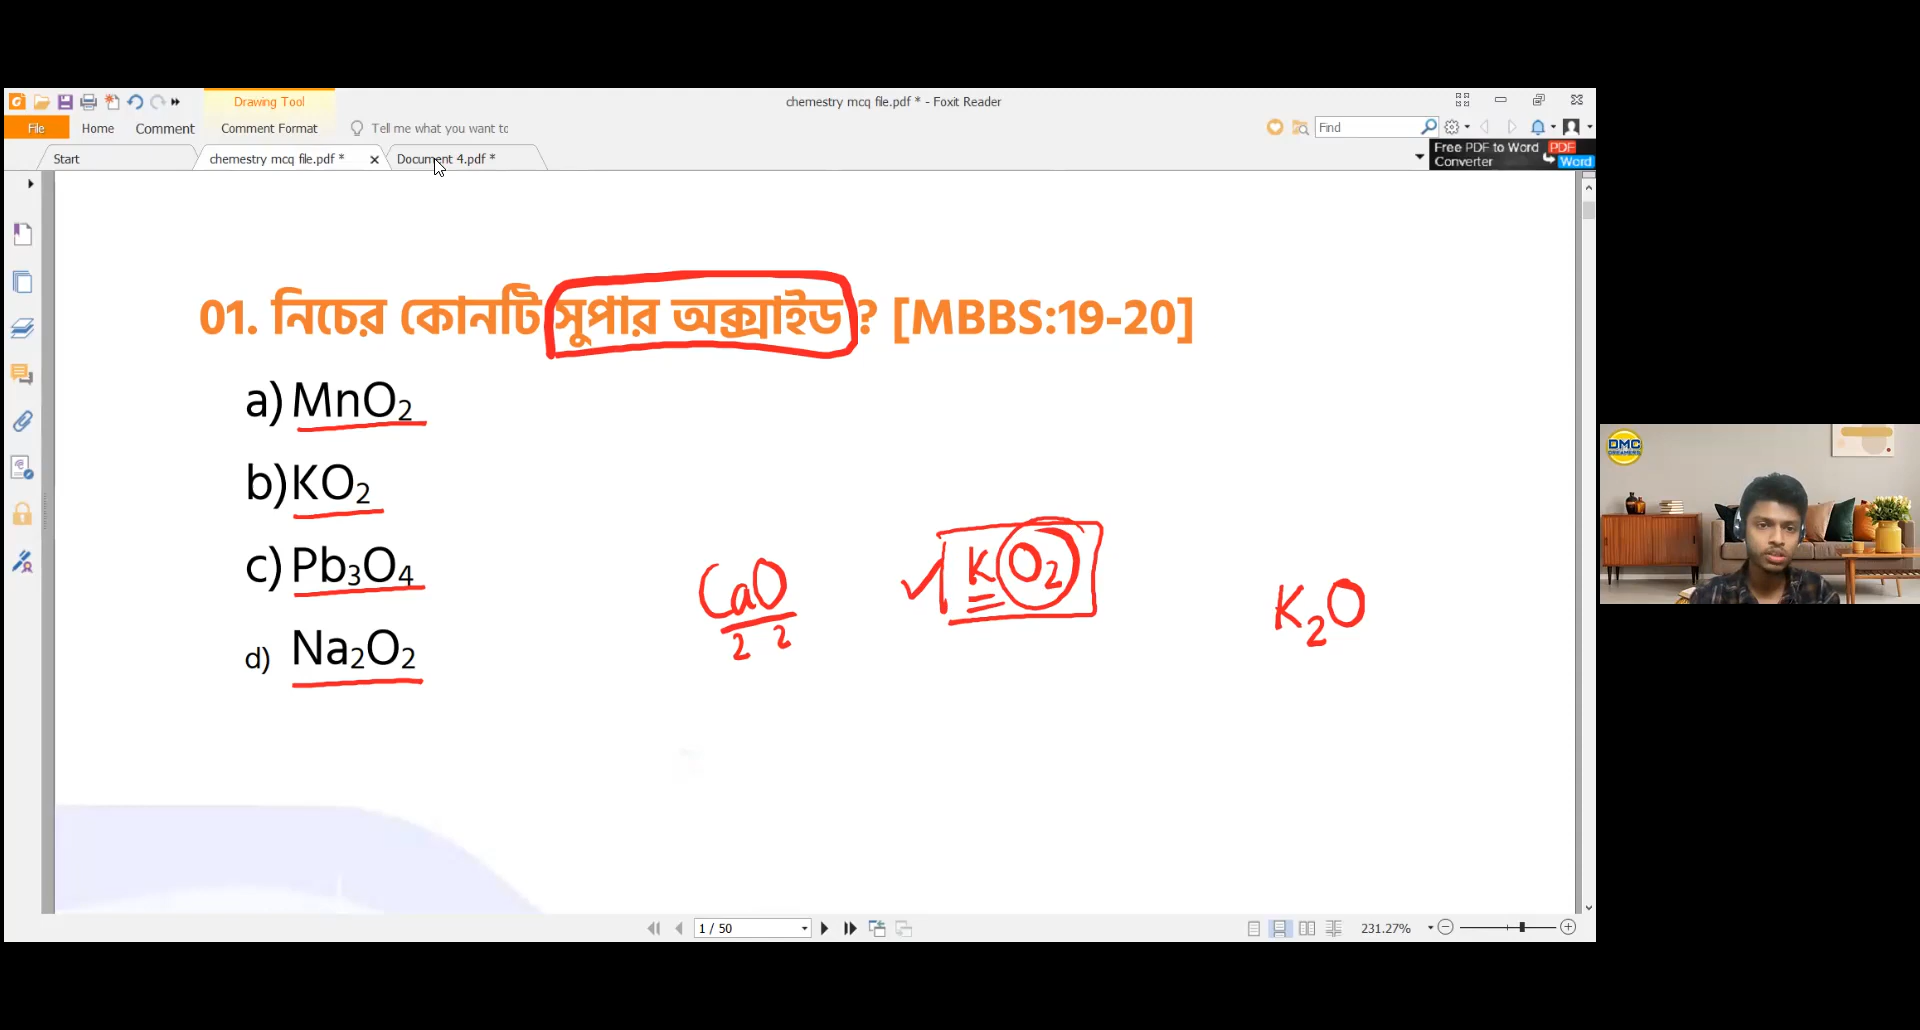 Drawing Tool
chemestry mcq file.pdf * - Foxit Reader
File Home Comment Comment Format Tell me what you want to Find
Start chemestry mcq file.pdf * Document 4.pdf *
Free PDF to Word Converter PDF Word
01. নিচের কোনটি সুপার অক্সাইড ? [MBBS:19-20]
a) MnO₂
b) KO₂
c) Pb₃O₄
d) Na₂O₂
CaO
2 2
KO₂
K₂O
DMC
DREAMERS
1 / 50
231.27%